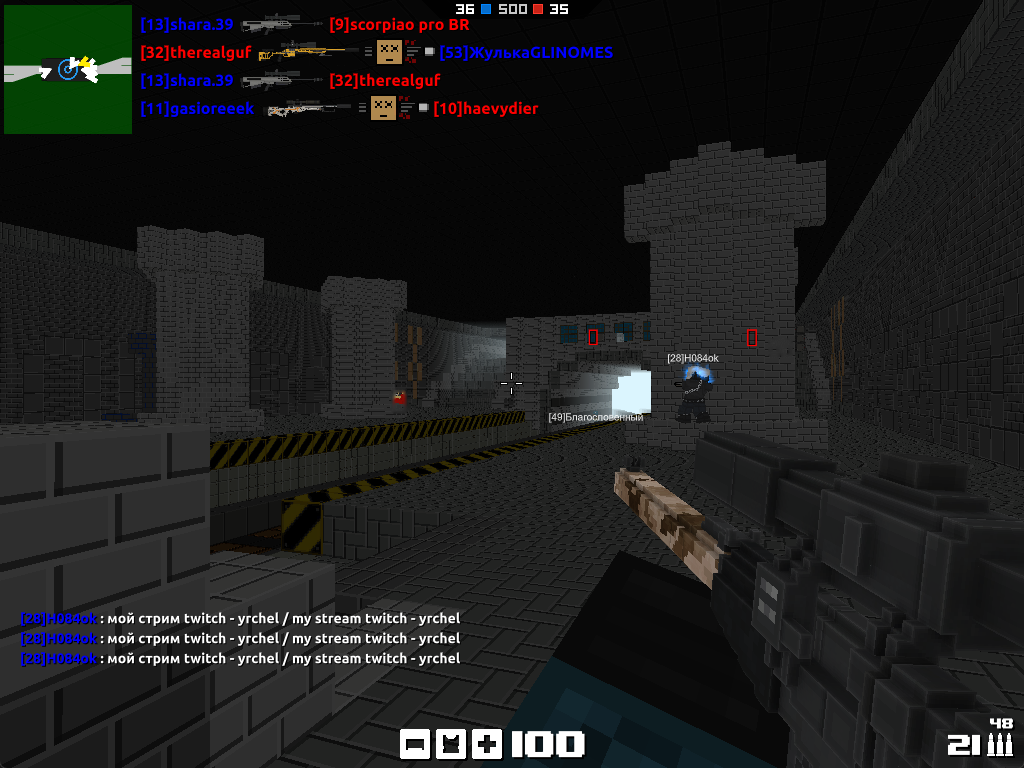 36 500 35
[13]shara.39 [9]scorpiao pro BR
[32]therealguf [53]ЖулькаGLINOMES
[13]shara.39 [32]therealguf
[11]gasioreeek [10]haevydier
[28]H084ok
[49]Благословенный
[28]H084ok : мой стрим twitch - yrchel / my stream twitch - yrchel
[28]H084ok : мой стрим twitch - yrchel / my stream twitch - yrchel
[28]H084ok : мой стрим twitch - yrchel / my stream twitch - yrchel
100
48
21